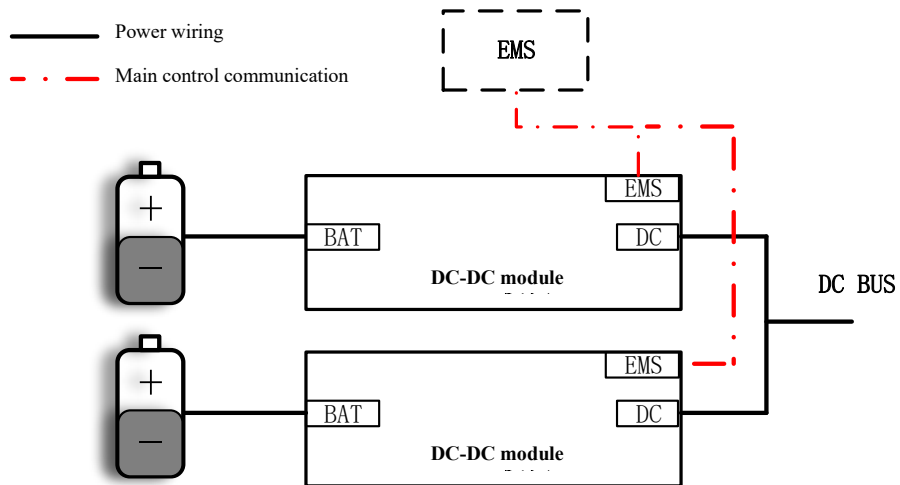 Power wiring
EMS
Main control communication
+
EMS
BAT
DC
−
DC-DC module
DC BUS
+
EMS
BAT
DC
−
DC-DC module